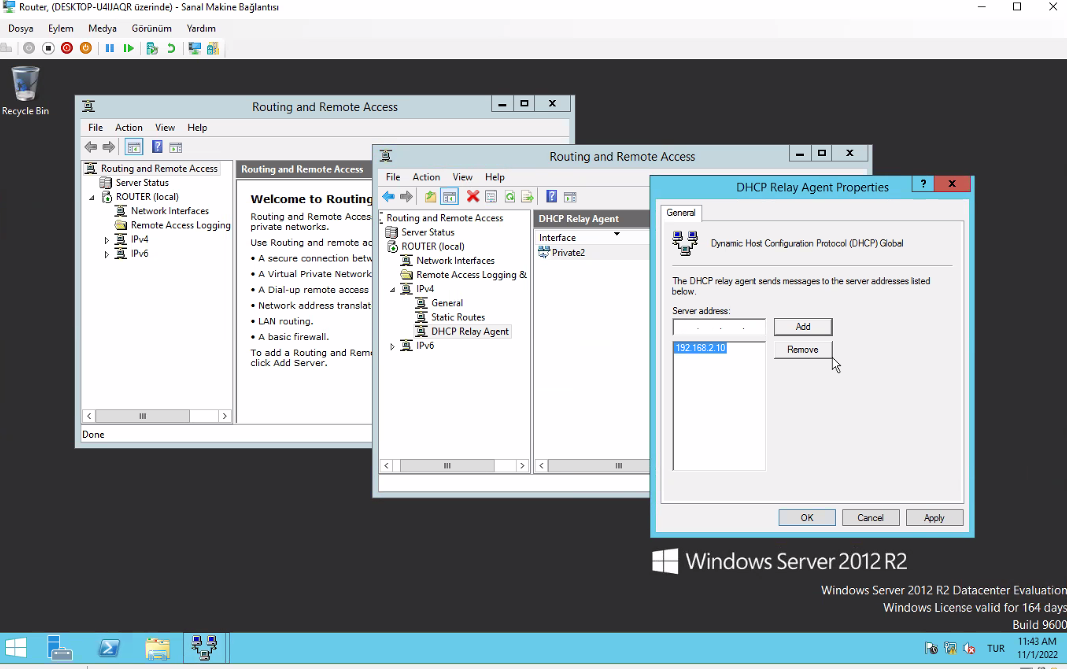 Router, (DESKTOP-U4IJAQR üzerinde) - Sanal Makine Bağlantısı
Dosya Eylem Medya Görünüm Yardım
Recycle Bin
Routing and Remote Access
File Action View Help
Routing and Remote Access
Server Status
ROUTER (local)
Network Interfaces
Remote Access Logging
IPv4
IPv6
Routing and Remote Access
Welcome to Routing
Routing and Remote Access
private networks.
Use Routing and remote ac
• A secure connection betw
• A Virtual Private Network
• A Dial-up remote access
• Network address translat
• LAN routing.
• A basic firewall.
To add a Routing and Rem
click Add Server.
Done
Routing and Remote Access
File Action View Help
Routing and Remote Access
Server Status
ROUTER (local)
Network Interfaces
Remote Access Logging &
IPv4
General
Static Routes
DHCP Relay Agent
IPv6
DHCP Relay Agent
Interface
Private2
DHCP Relay Agent Properties
General
Dynamic Host Configuration Protocol (DHCP) Global
The DHCP relay agent sends messages to the server addresses listed
below.
Server address:
. . .
Add
192.168.2.10
Remove
OK Cancel Apply
Windows Server 2012 R2
Windows Server 2012 R2 Datacenter Evaluation
Windows License valid for 164 days
Build 9600
TUR
11:43 AM
11/1/2022